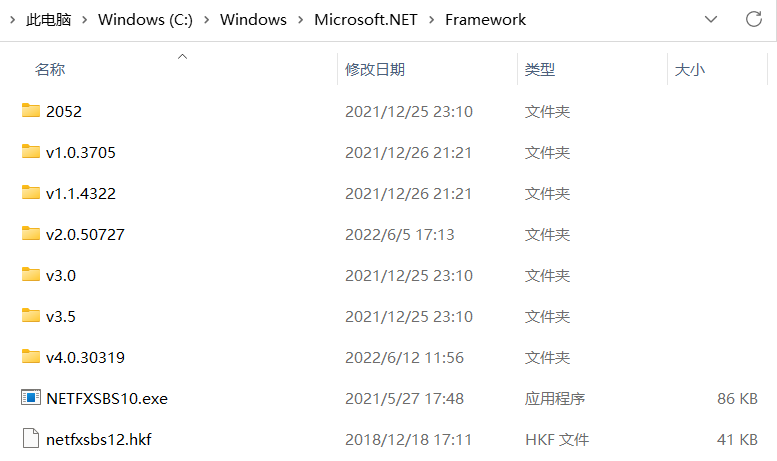 此电脑 > Windows (C:) > Windows > Microsoft.NET > Framework
名称 修改日期 类型 大小
2052 2021/12/25 23:10 文件夹
v1.0.3705 2021/12/26 21:21 文件夹
v1.1.4322 2021/12/26 21:21 文件夹
v2.0.50727 2022/6/5 17:13 文件夹
v3.0 2021/12/25 23:10 文件夹
v3.5 2021/12/25 23:10 文件夹
v4.0.30319 2022/6/12 11:56 文件夹
NETFXSBS10.exe 2021/5/27 17:48 应用程序 86 KB
netfxsbs12.hkf 2018/12/18 17:11 HKF 文件 41 KB